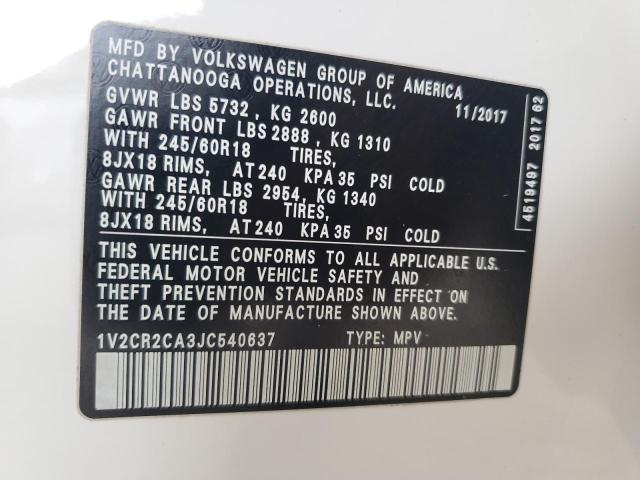 MFD BY VOLKSWAGEN GROUP OF AMERICA
CHATTANOOGA OPERATIONS, LLC.
GVWR LBS 5732 , KG 2600 11/2017
GAWR FRONT LBS 2888 , KG 1310
WITH 245/60R18 TIRES,
8JX18 RIMS, AT 240 KPA 35 PSI COLD
GAWR REAR LBS 2954, KG 1340
WITH 245/60R18 TIRES,
8JX18 RIMS, AT 240 KPA 35 PSI COLD
THIS VEHICLE CONFORMS TO ALL APPLICABLE U.S.
FEDERAL MOTOR VEHICLE SAFETY AND
THEFT PREVENTION STANDARDS IN EFFECT ON
THE DATE OF MANUFACTURE SHOWN ABOVE.
1V2CR2CA3JC540637 TYPE: MPV
4519497 2017 62